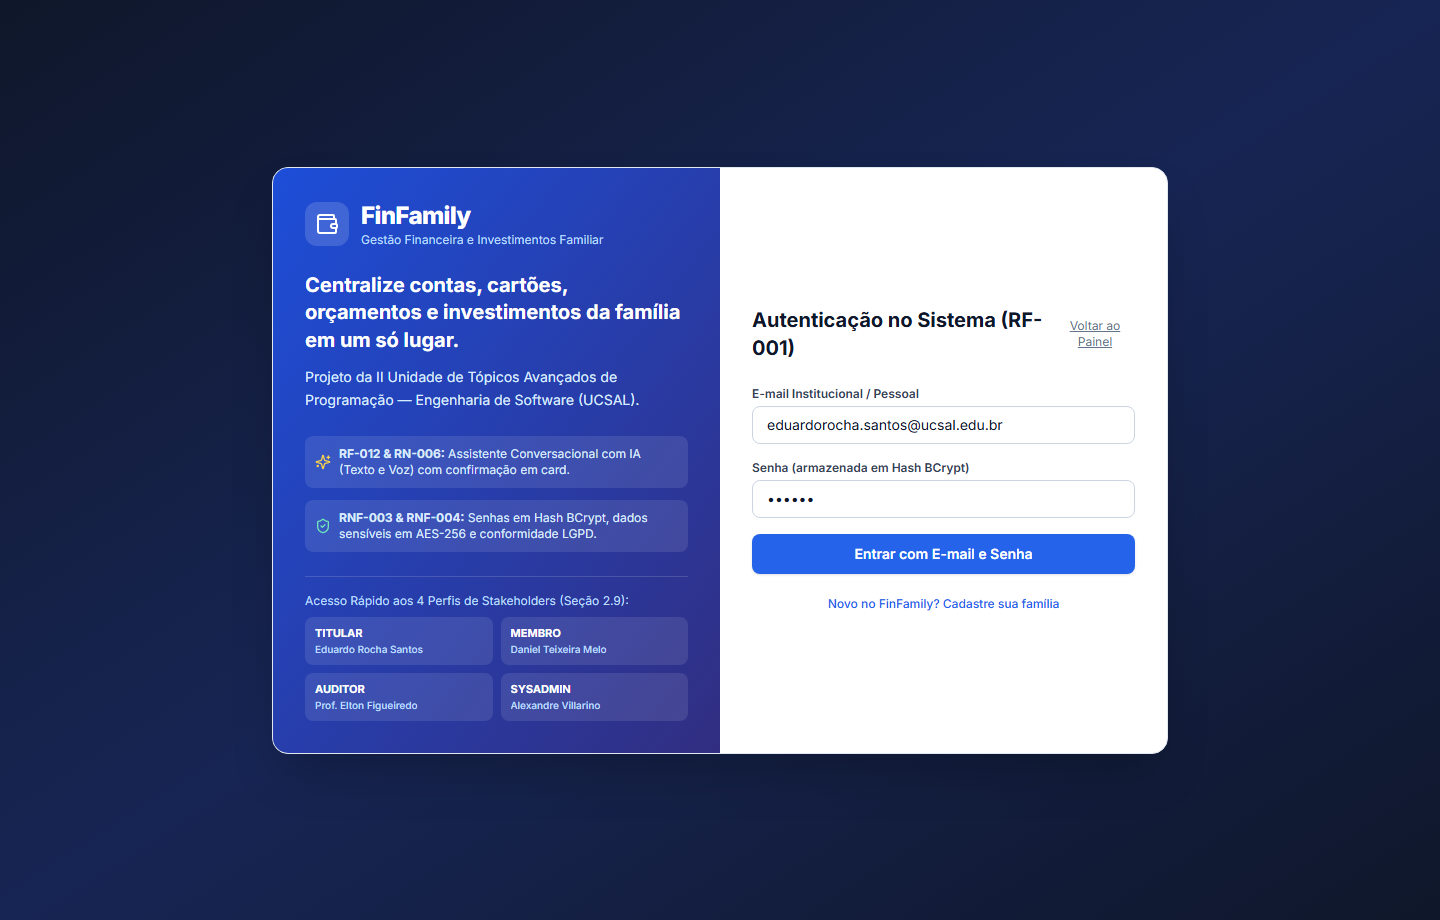 FinFamily
Gestão Financeira e Investimentos Familiar
Centralize contas, cartões,
orçamentos e investimentos da família
em um só lugar.
Projeto da II Unidade de Tópicos Avançados de
Programação — Engenharia de Software (UCSAL).
RF-012 & RN-006: Assistente Conversacional com IA
(Texto e Voz) com confirmação em card.
RNF-003 & RNF-004: Senhas em Hash BCrypt, dados
sensíveis em AES-256 e conformidade LGPD.
Acesso Rápido aos 4 Perfis de Stakeholders (Seção 2.9):
TITULAR
Eduardo Rocha Santos
MEMBRO
Daniel Teixeira Melo
AUDITOR
Prof. Elton Figueiredo
SYSADMIN
Alexandre Villarino
Autenticação no Sistema (RF-
001)
Voltar ao
Painel
E-mail Institucional / Pessoal
eduardorocha.santos@ucsal.edu.br
Senha (armazenada em Hash BCrypt)
••••••
Entrar com E-mail e Senha
Novo no FinFamily? Cadastre sua família